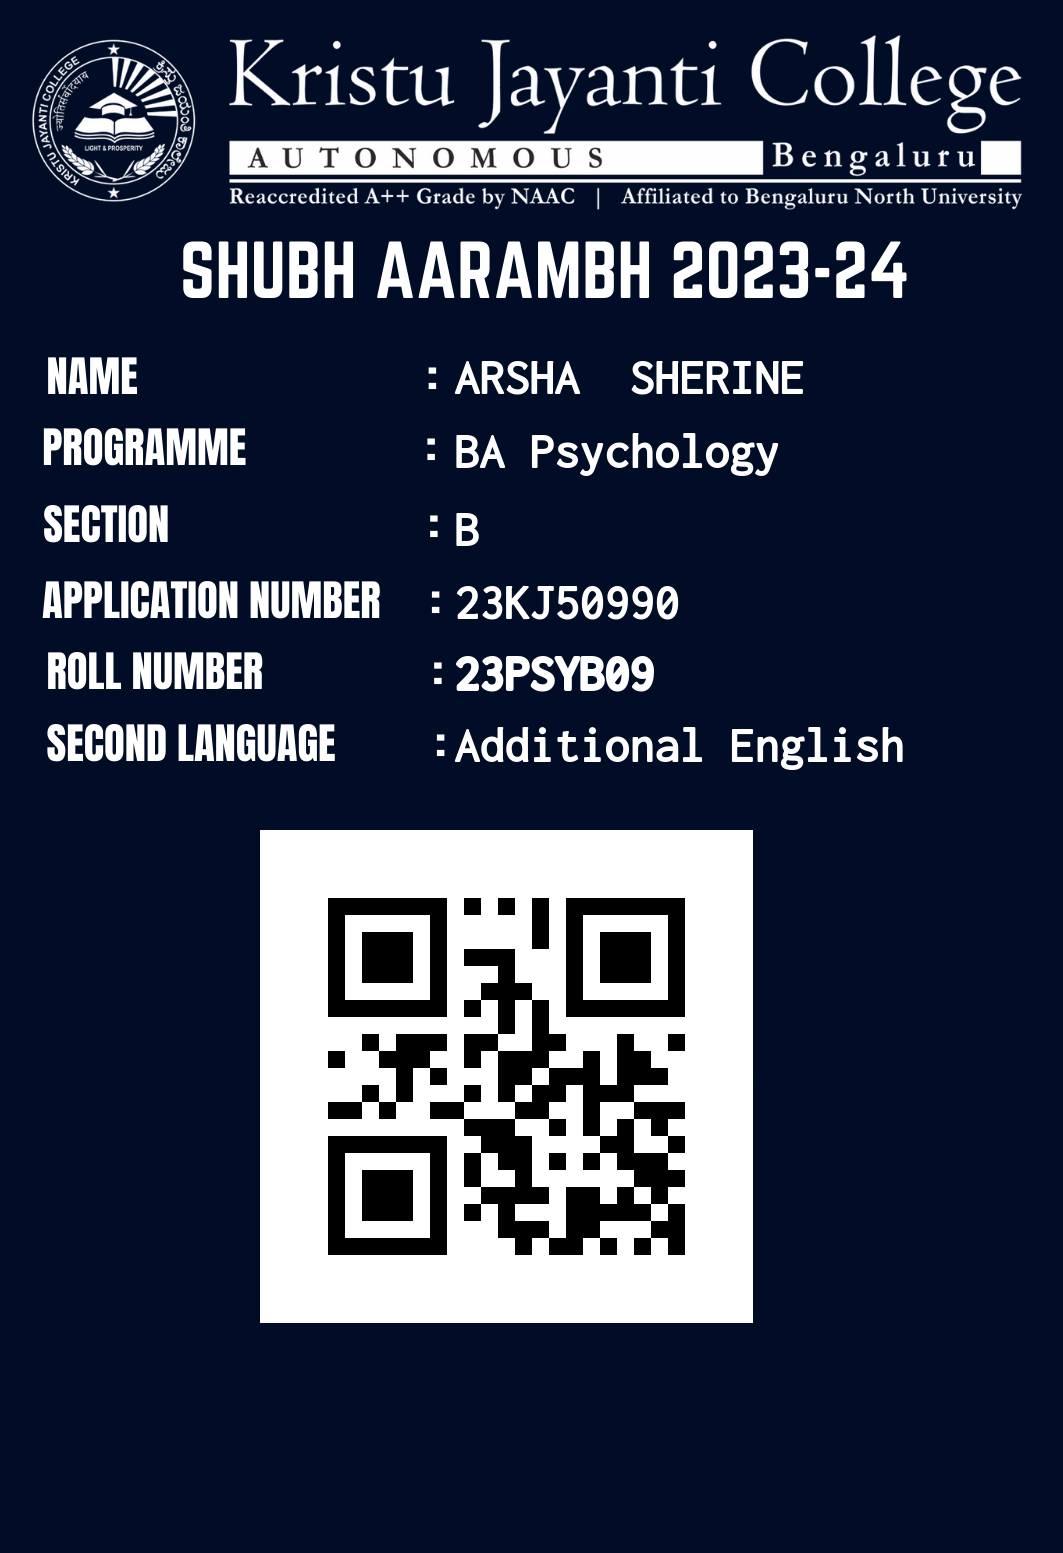 Kristu Jayanti College
AUTONOMOUS Bengaluru
Reaccredited A++ Grade by NAAC | Affiliated to Bengaluru North University
KRISTU JAYANTI COLLEGE
LIGHT & PROSPERITY
SHUBH AARAMBH 2023-24
NAME : ARSHA SHERINE
PROGRAMME : BA Psychology
SECTION : B
APPLICATION NUMBER : 23KJ50990
ROLL NUMBER : 23PSYB09
SECOND LANGUAGE : Additional English